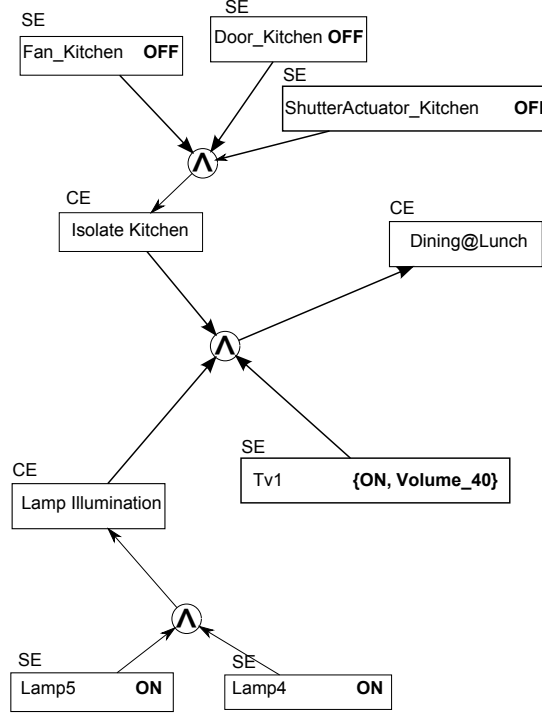 SE
Fan_Kitchen OFF
SE
Door_Kitchen OFF
SE
ShutterActuator_Kitchen OFF
Λ
CE
Isolate Kitchen
CE
Dining@Lunch
Λ
SE
Tv1 {ON, Volume_40}
CE
Lamp Illumination
Λ
SE
Lamp5 ON
SE
Lamp4 ON